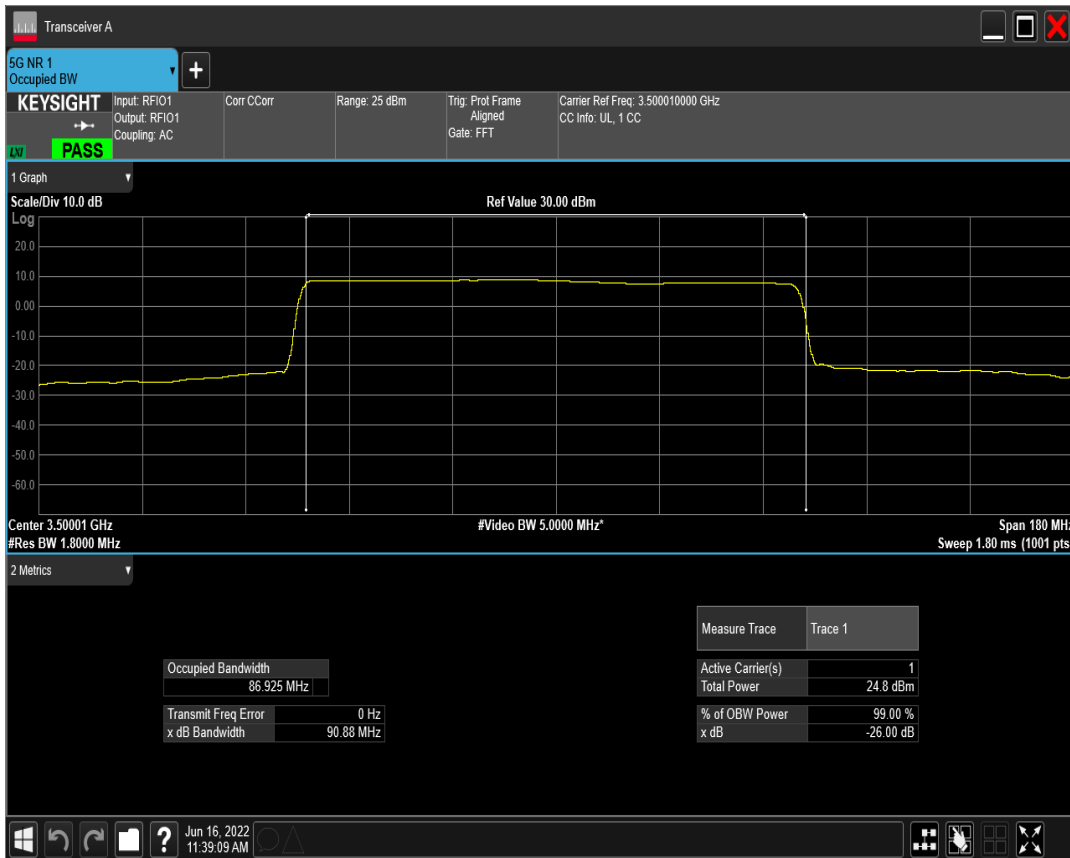 Transceiver A
5G NR 1
Occupied BW
+
KEYSIGHT
LXI
PASS
Input: RFIO1
Output: RFIO1
Coupling: AC
Corr CCorr
Range: 25 dBm
Trig: Prot Frame
Aligned
Gate: FFT
Carrier Ref Freq: 3.500010000 GHz
CC Info: UL, 1 CC
1 Graph
Scale/Div 10.0 dB
Ref Value 30.00 dBm
Log
20.0
10.0
0.00
-10.0
-20.0
-30.0
-40.0
-50.0
-60.0
Center 3.50001 GHz
#Video BW 5.0000 MHz*
Span 180 MHz
#Res BW 1.8000 MHz
Sweep 1.80 ms (1001 pts
2 Metrics
Measure Trace Trace 1
Occupied Bandwidth
86.925 MHz
Active Carrier(s) 1
Total Power 24.8 dBm
Transmit Freq Error 0 Hz
x dB Bandwidth 90.88 MHz
% of OBW Power 99.00 %
x dB -26.00 dB
?
Jun 16, 2022
11:39:09 AM